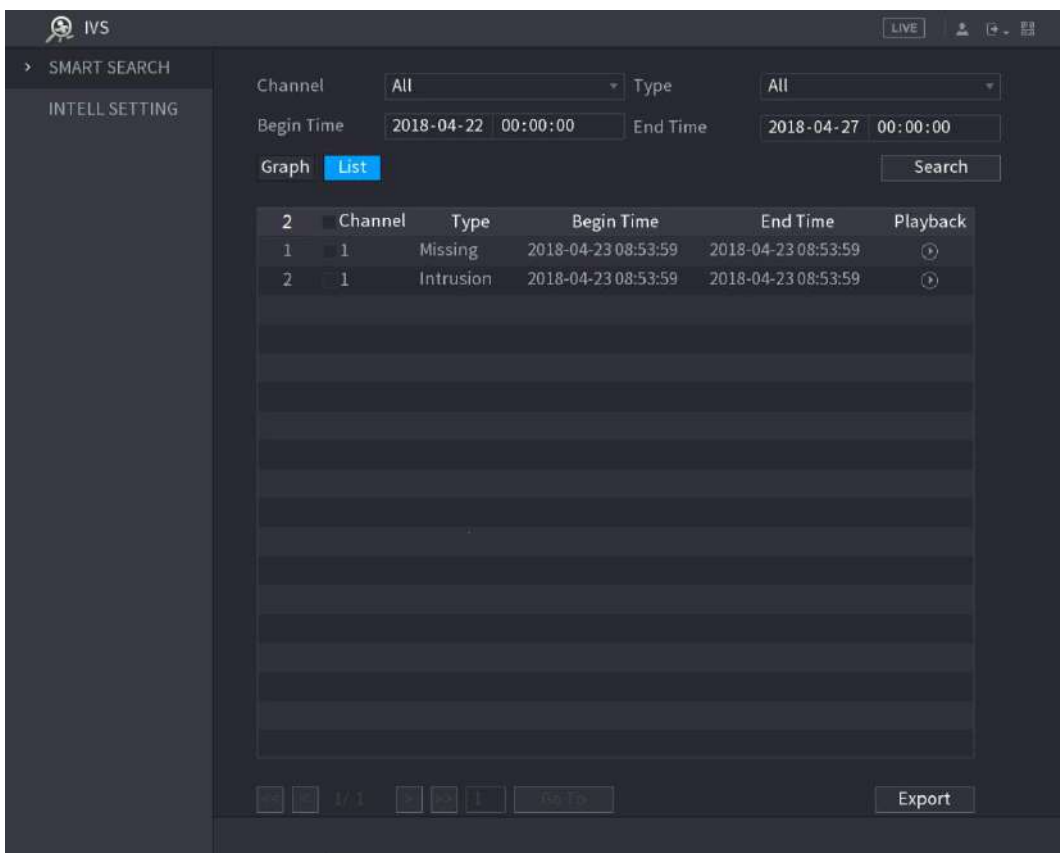 IVS LIVE
SMART SEARCH
INTELL SETTING
Channel All Type All
Begin Time 2018-04-22 00:00:00 End Time 2018-04-27 00:00:00
Graph List Search
2 Channel Type Begin Time End Time Playback
1 1 Missing 2018-04-23 08:53:59 2018-04-23 08:53:59
2 1 Intrusion 2018-04-23 08:53:59 2018-04-23 08:53:59
<< |< 1/1 > >> 1 Go To Export